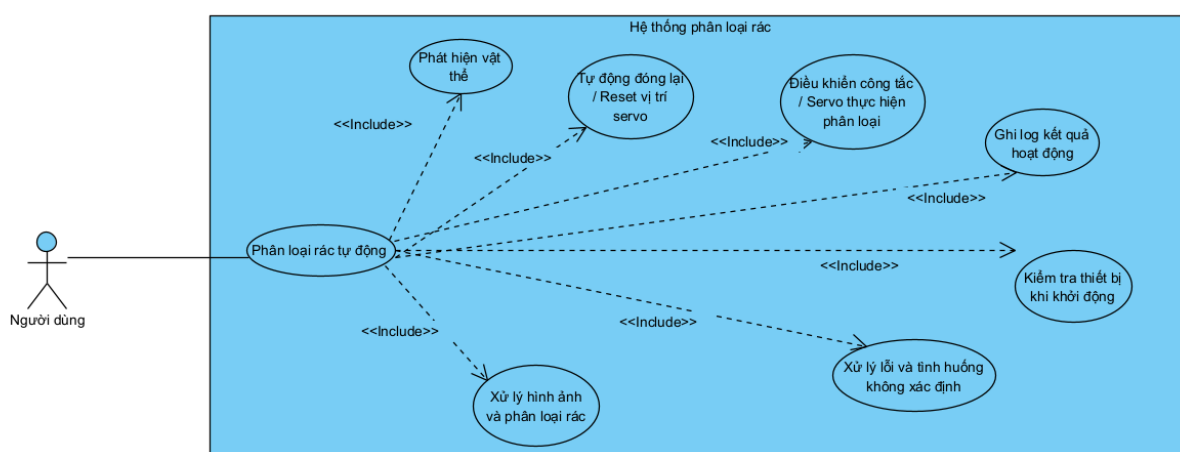 Hệ thống phân loại rác
Phát hiện vật
thể
Tự động đóng lại
/ Reset vị trí
servo
Điều khiển công tắc
/ Servo thực hiện
phân loại
Ghi log kết quả
hoạt động
<<Include>>
<<Include>>
<<Include>>
<<Include>>
Phân loại rác tự động
<<Include>>
Kiểm tra thiết bị
khi khởi động
Người dùng
<<Include>>
<<Include>>
Xử lý lỗi và tình huống
không xác định
Xử lý hình ảnh
và phân loại rác